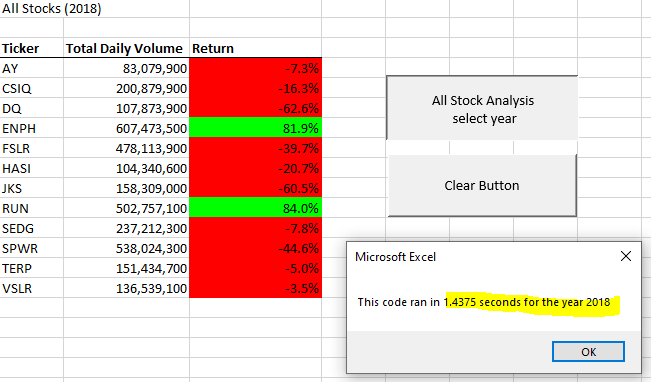 All Stocks (2018)
Ticker Total Daily Volume Return
AY 83,079,900 -7.3%
CSIQ 200,879,900 -16.3%
DQ 107,873,900 -62.6%
ENPH 607,473,500 81.9%
FSLR 478,113,900 -39.7%
HASI 104,340,600 -20.7%
JKS 158,309,000 -60.5%
RUN 502,757,100 84.0%
SEDG 237,212,300 -7.8%
SPWR 538,024,300 -44.6%
TERP 151,434,700 -5.0%
VSLR 136,539,100 -3.5%
All Stock Analysis
select year
Clear Button
Microsoft Excel
This code ran in 1.4375 seconds for the year 2018
OK